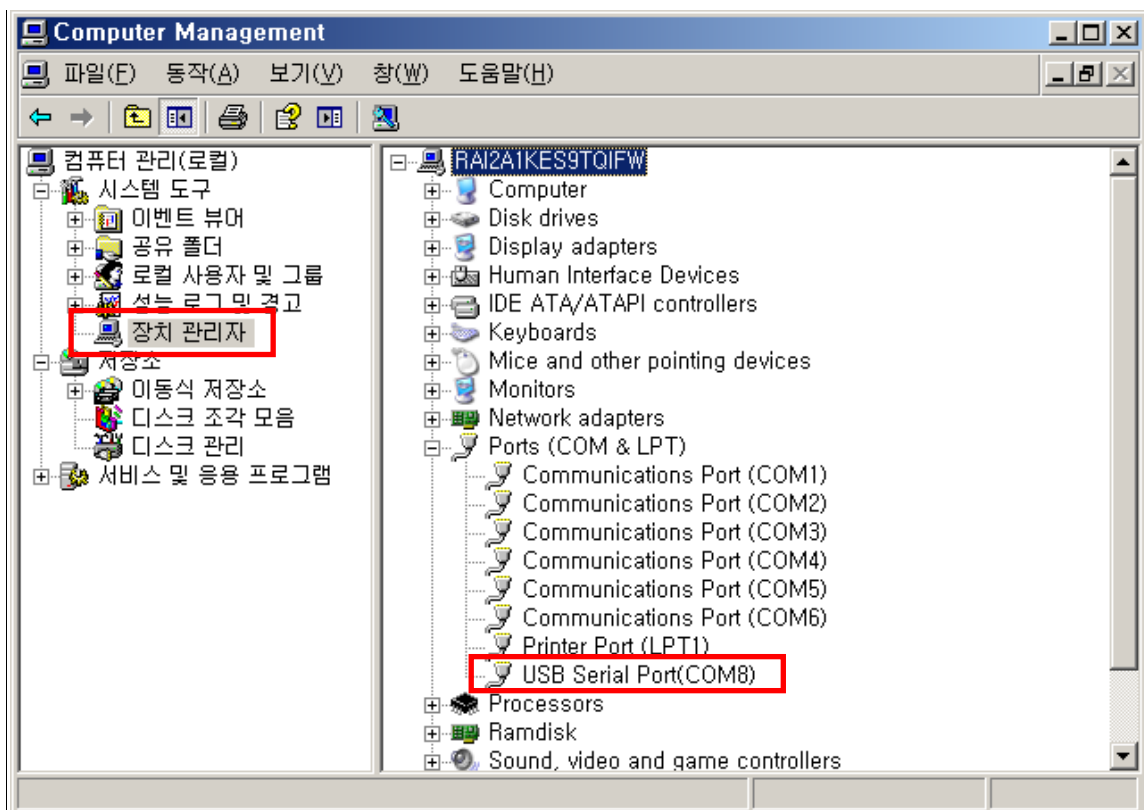 Computer Management
파일(F) 동작(A) 보기(V) 창(W) 도움말(H)
컴퓨터 관리(로컬)
시스템 도구
이벤트 뷰어
공유 폴더
로컬 사용자 및 그룹
성능 로그 및 경고
장치 관리자
저장소
이동식 저장소
디스크 조각 모음
디스크 관리
서비스 및 응용 프로그램
RAI2A1KES9TQIFW
Computer
Disk drives
Display adapters
Human Interface Devices
IDE ATA/ATAPI controllers
Keyboards
Mice and other pointing devices
Monitors
Network adapters
Ports (COM & LPT)
Communications Port (COM1)
Communications Port (COM2)
Communications Port (COM3)
Communications Port (COM4)
Communications Port (COM5)
Communications Port (COM6)
Printer Port (LPT1)
USB Serial Port(COM8)
Processors
Ramdisk
Sound, video and game controllers